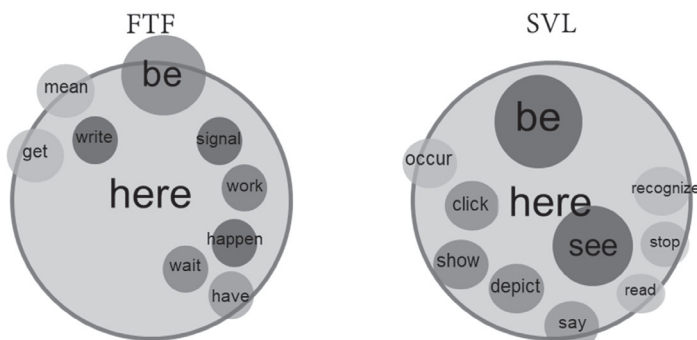 FTF
be
mean
write
signal
get
here
work
happen
wait
have
SVL
be
occur
recognize
click
here
see
stop
show
depict
read
say